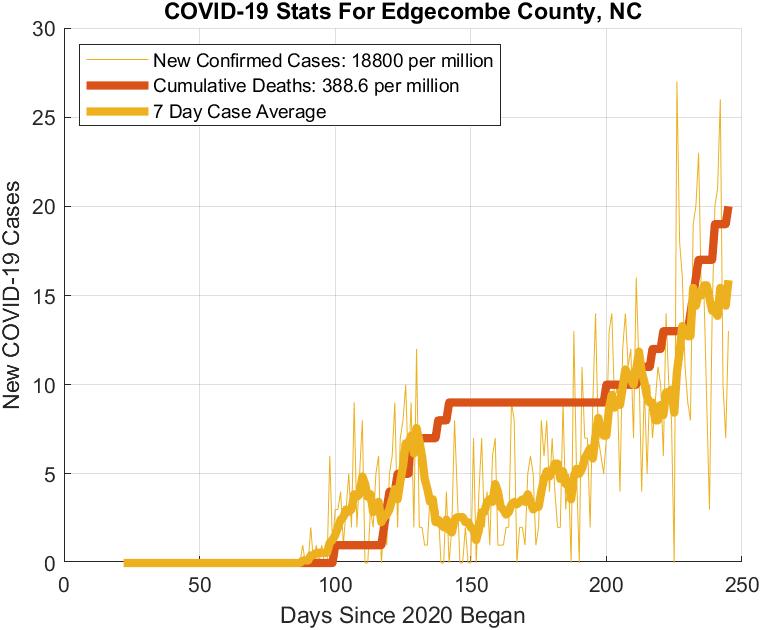 COVID-19 Stats For Edgecombe County, NC
30
25
20
15
10
5
0
New COVID-19 Cases
New Confirmed Cases: 18800 per million
Cumulative Deaths: 388.6 per million
7 Day Case Average
0 50 100 150 200 250
Days Since 2020 Began